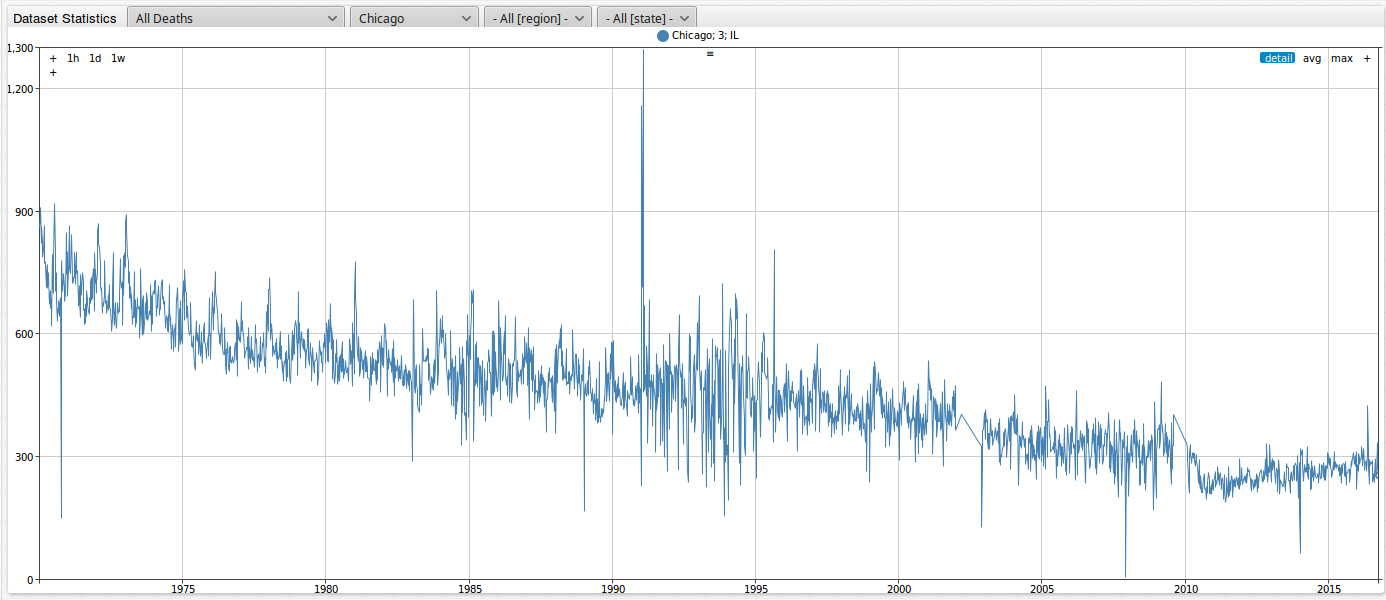 Dataset Statistics All Deaths Chicago - All [region] - - All [state] -
Chicago; 3; IL
1,300
+ 1h 1d 1w detail avg max +
+
1,200
900
600
300
0
1975 1980 1985 1990 1995 2000 2005 2010 2015